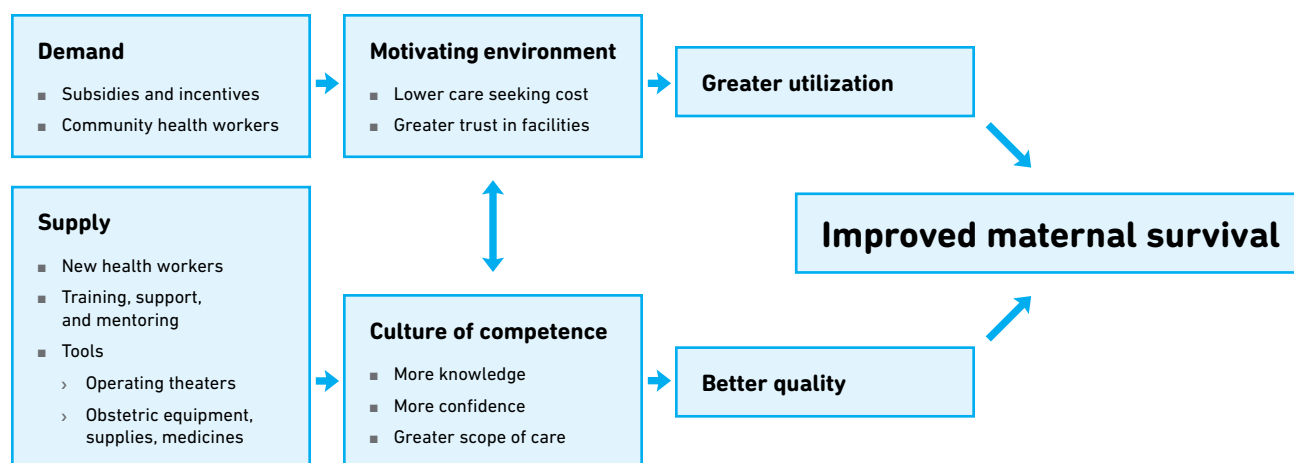 Demand
■ Subsidies and incentives
■ Community health workers
Motivating environment
■ Lower care seeking cost
■ Greater trust in facilities
Greater utilization
Supply
■ New health workers
■ Training, support,
and mentoring
■ Tools
› Operating theaters
› Obstetric equipment,
supplies, medicines
Culture of competence
■ More knowledge
■ More confidence
■ Greater scope of care
Better quality
Improved maternal survival